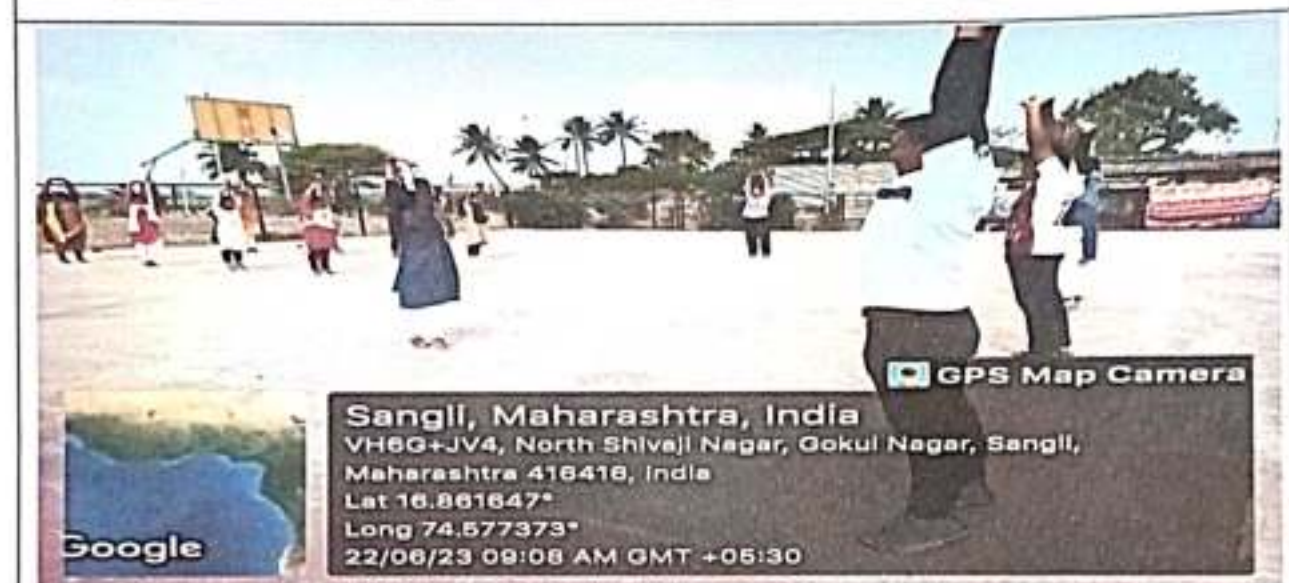 GPS Map Camera
Sangli, Maharashtra, India
VH6G+JV4, North Shivaji Nagar, Gokul Nagar, Sangli,
Maharashtra 416416, India
Lat 16.861647°
Long 74.577373°
22/06/23 09:08 AM GMT +05:30
Google